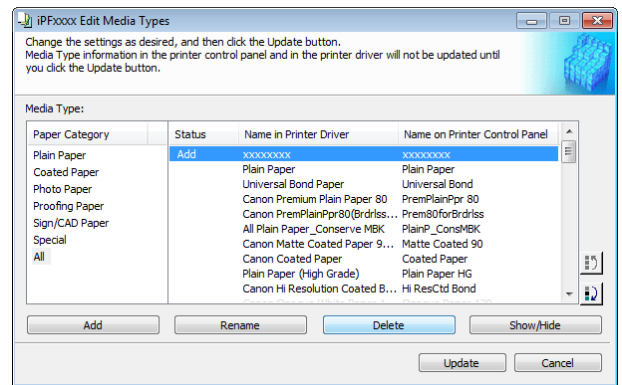 iPFxxxx Edit Media Types
Change the settings as desired, and then click the Update button.
Media Type information in the printer control panel and in the printer driver will not be updated until
you click the Update button.
Media Type:
Paper Category Status Name in Printer Driver Name on Printer Control Panel
Add xxxxxxxx xxxxxxxx
Plain Paper Plain Paper Plain Paper
Coated Paper Universal Bond Paper Universal Bond
Photo Paper Canon Premium Plain Paper 80 PremPlainPpr 80
Proofing Paper Canon PremPlainPpr80(Brdrlss... Prem80forBrdrlss
Sign/CAD Paper All Plain Paper_Conserve MBK PlainP_ConsMBK
Special Canon Matte Coated Paper 9... Matte Coated 90
All Canon Coated Paper Coated Paper
Plain Paper (High Grade) Plain Paper HG
Canon Hi Resolution Coated B... Hi ResCtd Bond
Add Rename Delete Show/Hide
Update Cancel